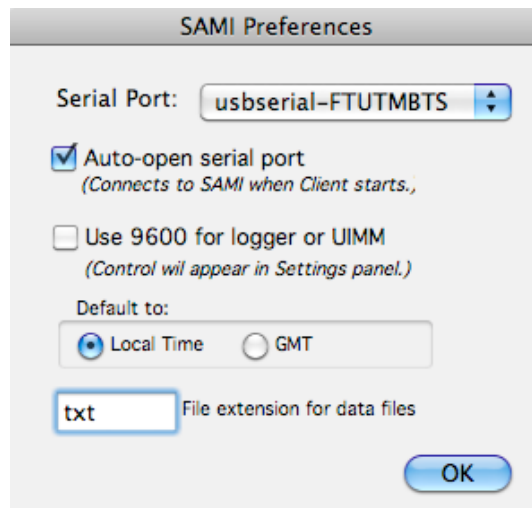 SAMI Preferences
Serial Port: usbserial-FTUTMBTS
Auto-open serial port
(Connects to SAMI when Client starts.)
Use 9600 for logger or UIMM
(Control wil appear in Settings panel.)
Default to:
Local Time GMT
txt File extension for data files
OK